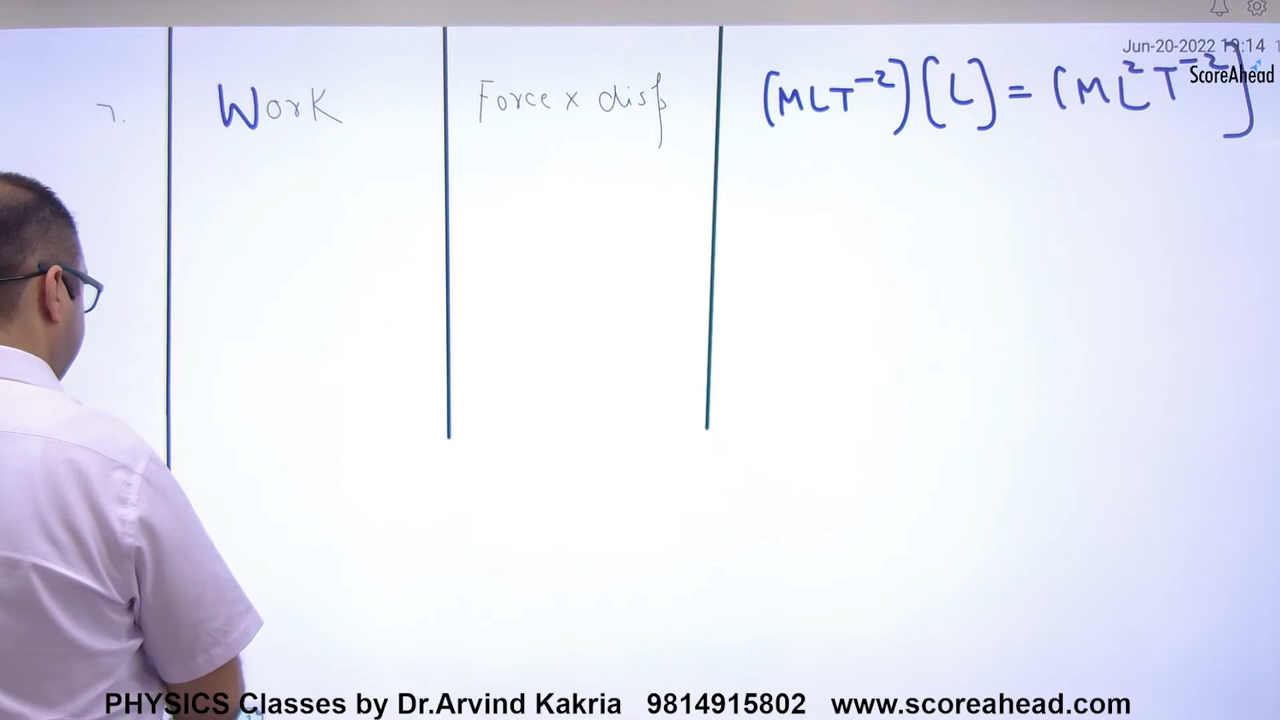 Jun-20-2022 19:14
ScoreAhead
7. Work Force x disp (MLT⁻²) [L] = (ML²T⁻²]
PHYSICS Classes by Dr.Arvind Kakria 9814915802 www.scoreahead.com